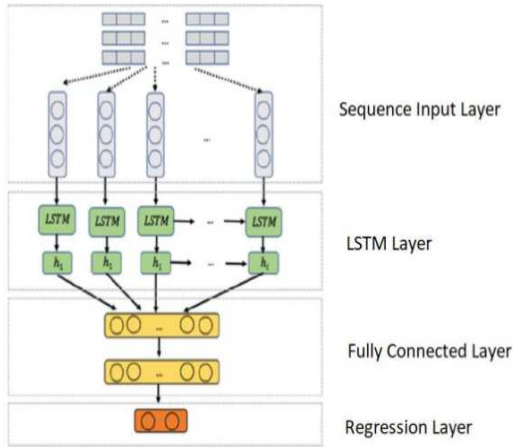 ...
...
...
Sequence Input Layer
...
LSTM LSTM LSTM ... LSTM
LSTM Layer
h₁ h₁ h₁ ... hₜ
... 
Fully Connected Layer
...
Regression Layer